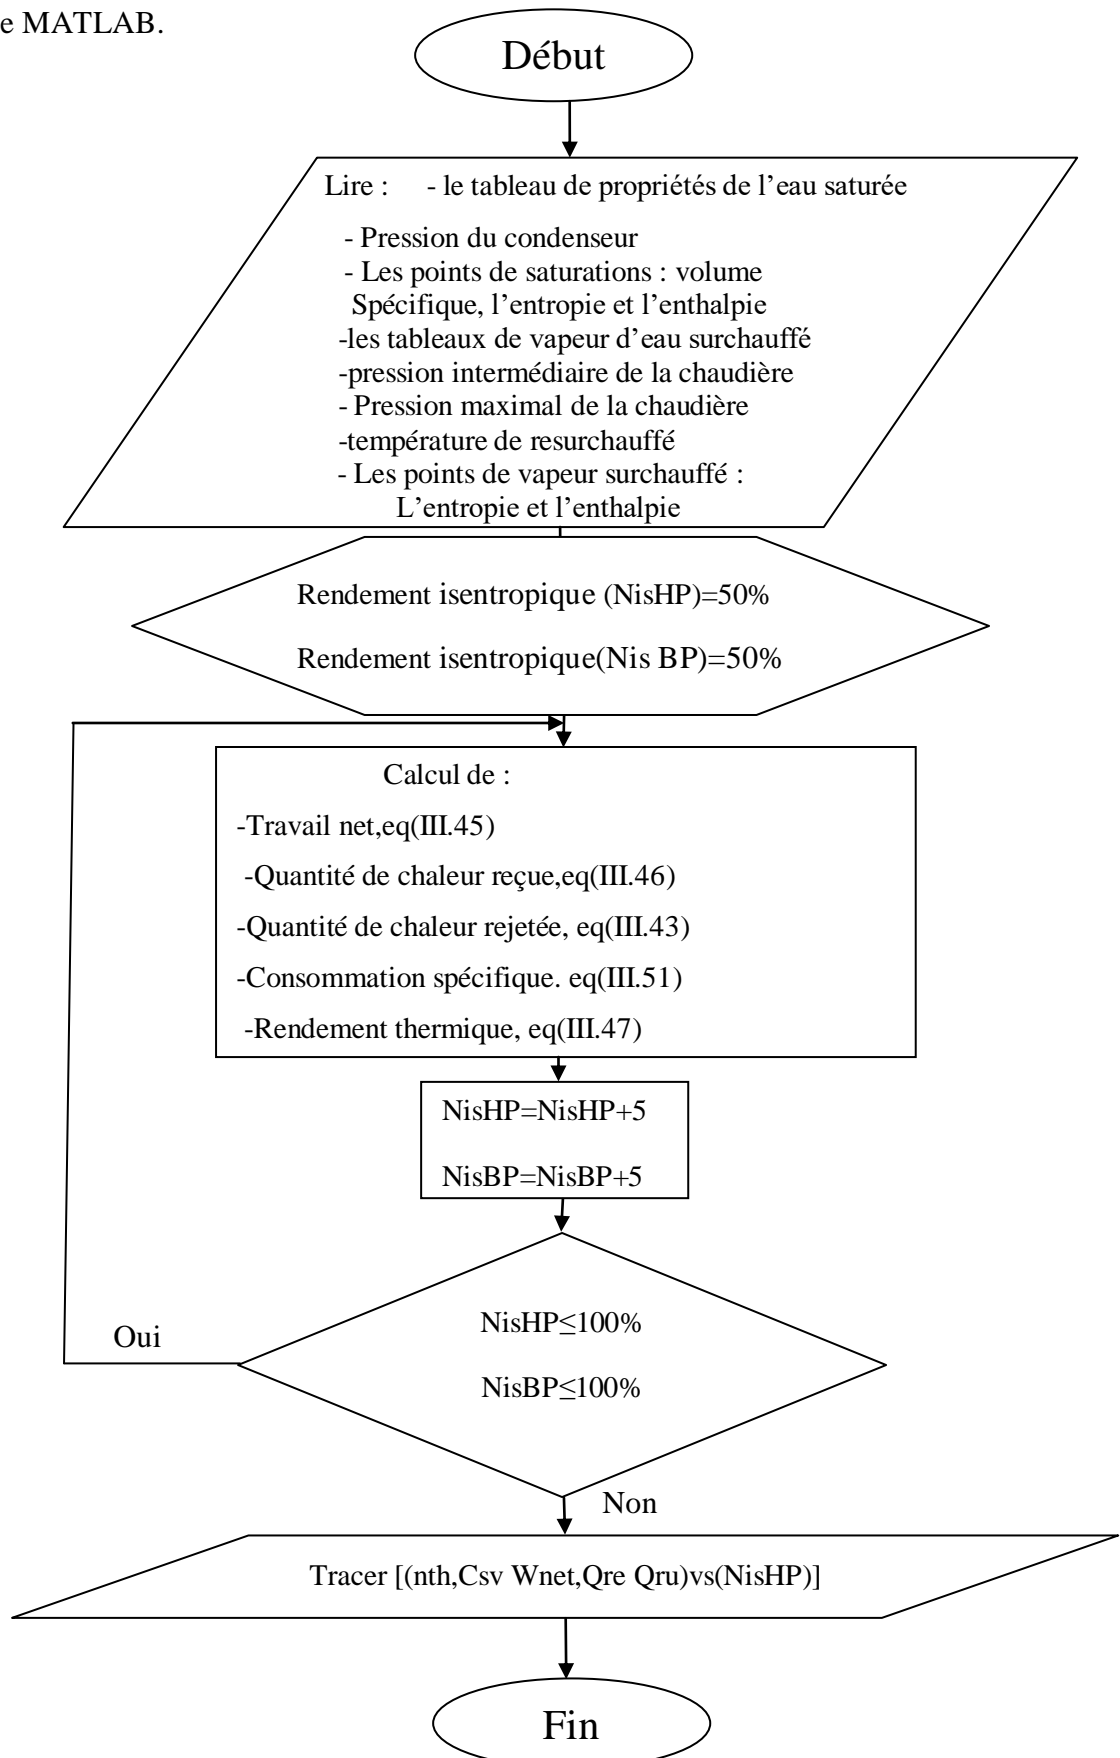 e MATLAB.
Début
Lire : - le tableau de propriétés de l'eau saturée
- Pression du condenseur
- Les points de saturations : volume
Spécifique, l'entropie et l'enthalpie
-les tableaux de vapeur d'eau surchauffé
-pression intermédiaire de la chaudière
- Pression maximal de la chaudière
-température de resurchauffé
- Les points de vapeur surchauffé :
L'entropie et l'enthalpie
Rendement isentropique (NisHP)=50%
Rendement isentropique(Nis BP)=50%
Calcul de :
-Travail net,eq(III.45)
-Quantité de chaleur reçue,eq(III.46)
-Quantité de chaleur rejetée, eq(III.43)
-Consommation spécifique. eq(III.51)
-Rendement thermique, eq(III.47)
NisHP=NisHP+5
NisBP=NisBP+5
NisHP≤100%
Oui
NisBP≤100%
Non
Tracer [(nth,Csv Wnet,Qre Qru)vs(NisHP)]
Fin